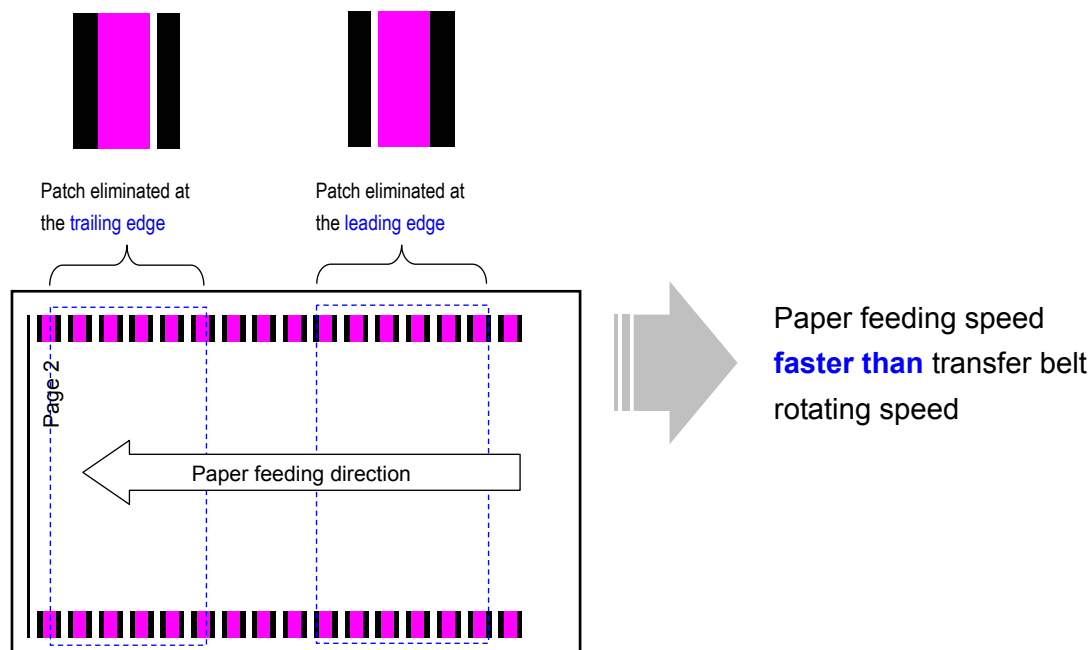 Patch eliminated at
the trailing edge
Patch eliminated at
the leading edge
Page 2
Paper feeding direction
Paper feeding speed
faster than transfer belt
rotating speed